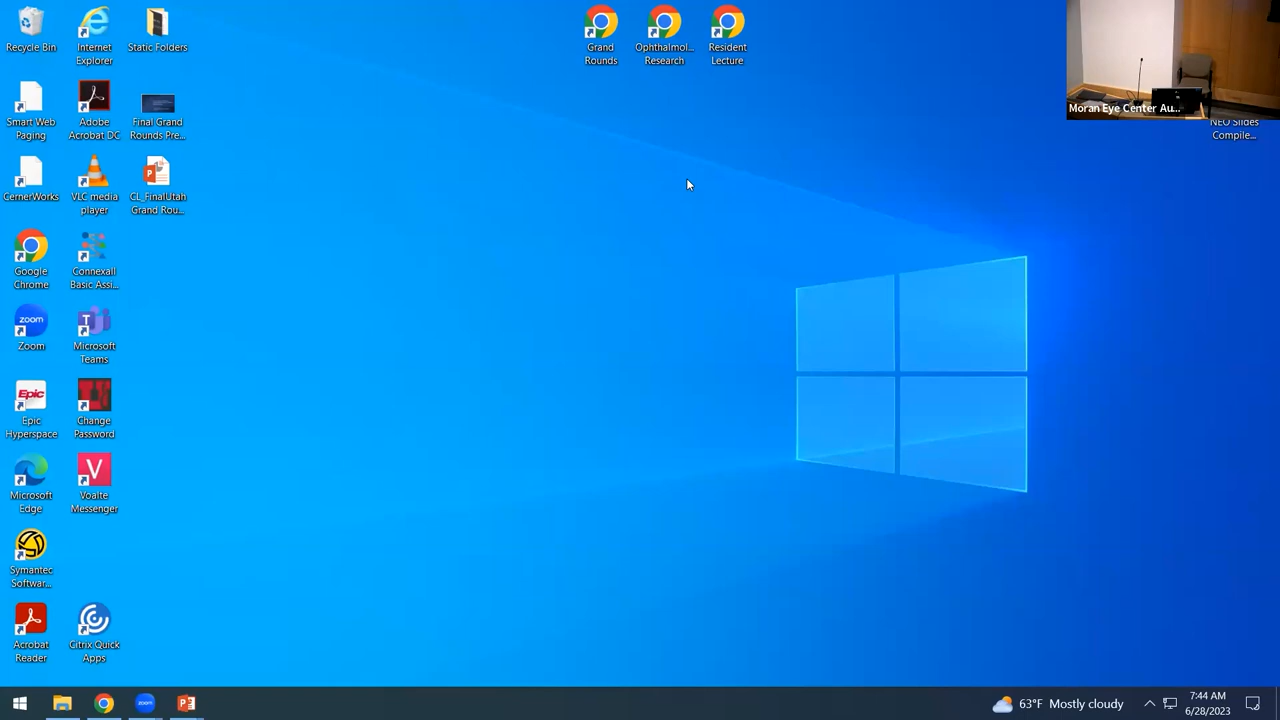 Recycle Bin
Internet
Explorer
Static Folders
Grand
Rounds
Ophthalmol...
Research
Resident
Lecture
Moran Eye Center Au...
NEO Slides
Compile...
Smart Web
Paging
Adobe
Acrobat DC
Final Grand
Rounds Pre...
CernerWorks
VLC media
player
CL_FinalUtah
Grand Rou...
Google
Chrome
Connexall
Basic Assi...
zoom
Zoom
T
Microsoft
Teams
Epic
Epic
Hyperspace
Change
Password
Microsoft
Edge
V
Voalte
Messenger
Symantec
Softwar...
Acrobat
Reader
Citrix Quick
Apps
zoom
63°F Mostly cloudy
7:44 AM
6/28/2023